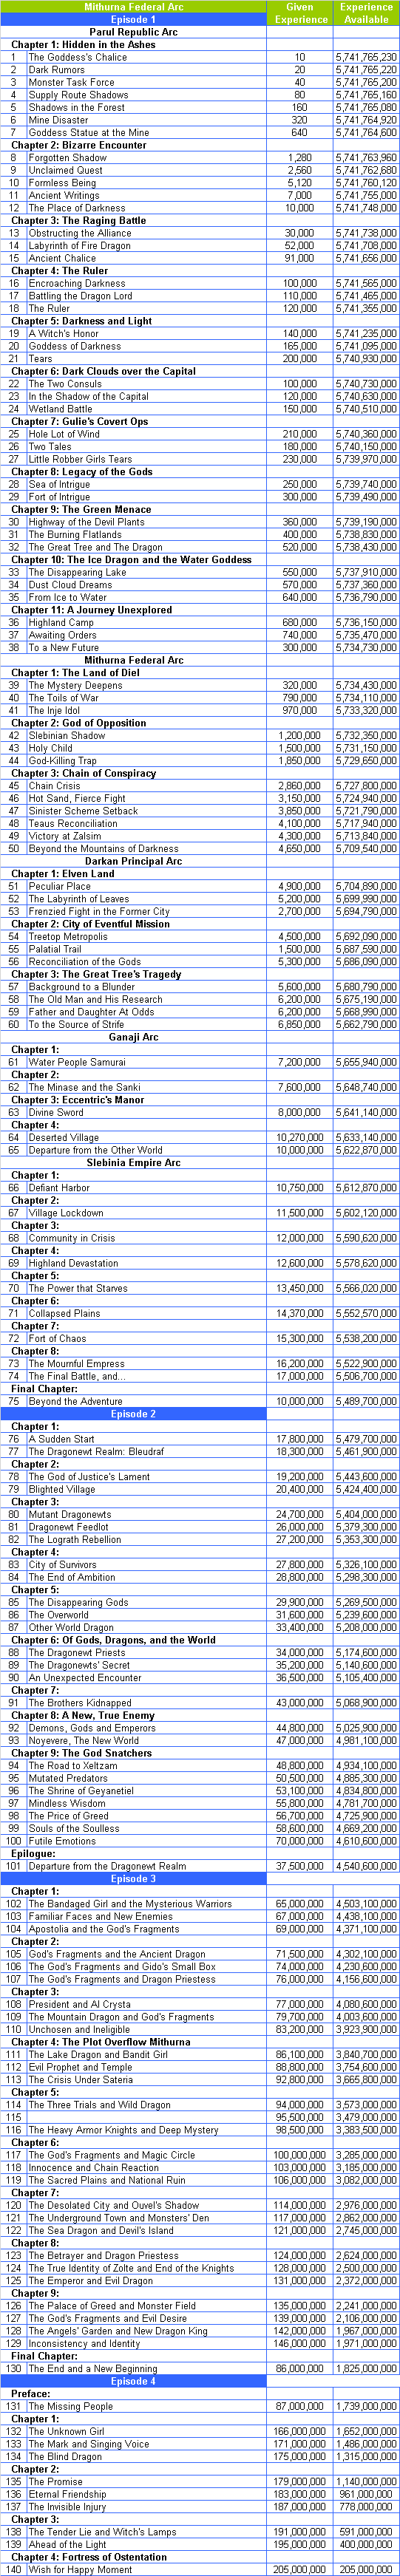 Mithurna Federal Arc Given Experience
Episode 1 Experience Available
Parul Republic Arc
Chapter 1: Hidden in the Ashes
1 The Goddess's Chalice 10 5,741,765,230
2 Dark Rumors 20 5,741,765,220
3 Monster Task Force 40 5,741,765,200
4 Supply Route Shadows 80 5,741,765,160
5 Shadows in the Forest 160 5,741,765,080
6 Mine Disaster 320 5,741,764,920
7 Goddess Statue at the Mine 640 5,741,764,600
Chapter 2: Bizarre Encounter
8 Forgotten Shadow 1,280 5,741,763,960
9 Unclaimed Quest 2,560 5,741,762,680
10 Formless Being 5,120 5,741,760,120
11 Ancient Writings 7,000 5,741,755,000
12 The Place of Darkness 10,000 5,741,748,000
Chapter 3: The Raging Battle
13 Obstructing the Alliance 30,000 5,741,738,000
14 Labyrinth of Fire Dragon 52,000 5,741,708,000
15 Ancient Chalice 91,000 5,741,656,000
Chapter 4: The Ruler
16 Encroaching Darkness 100,000 5,741,565,000
17 Battling the Dragon Lord 110,000 5,741,465,000
18 The Ruler 120,000 5,741,355,000
Chapter 5: Darkness and Light
19 A Witch's Honor 140,000 5,741,235,000
20 Goddess of Darkness 165,000 5,741,095,000
21 Tears 200,000 5,740,930,000
Chapter 6: Dark Clouds over the Capital
22 The Two Consuls 100,000 5,740,730,000
23 In the Shadow of the Capital 120,000 5,740,630,000
24 Wetland Battle 150,000 5,740,510,000
Chapter 7: Gulie's Covert Ops
25 Hole Lot of Wind 210,000 5,740,360,000
26 Two Tales 180,000 5,740,150,000
27 Little Robber Girls Tears 230,000 5,739,970,000
Chapter 8: Legacy of the Gods
28 Sea of Intrigue 250,000 5,739,740,000
29 Fort of Intrigue 300,000 5,739,490,000
Chapter 9: The Green Menace
30 Highway of the Devil Plants 360,000 5,739,190,000
31 The Burning Flatlands 400,000 5,738,830,000
32 The Great Tree and The Dragon 520,000 5,738,430,000
Chapter 10: The Ice Dragon and the Water Goddess
33 The Disappearing Lake 550,000 5,737,910,000
34 Dust Cloud Dreams 570,000 5,737,360,000
35 From Ice to Water 640,000 5,736,790,000
Chapter 11: A Journey Unexplored
36 Highland Camp 680,000 5,736,150,000
37 Awaiting Orders 740,000 5,735,470,000
38 To a New Future 300,000 5,734,730,000
Mithurna Federal Arc
Chapter 1: The Land of Diel
39 The Mystery Deepens 320,000 5,734,430,000
40 The Toils of War 790,000 5,734,110,000
41 The Inje Idol 970,000 5,733,320,000
Chapter 2: God of Opposition
42 Slebinian Shadow 1,200,000 5,732,350,000
43 Holy Child 1,500,000 5,731,150,000
44 God-Killing Trap 1,850,000 5,729,650,000
Chapter 3: Chain of Conspiracy
45 Chain Crisis 2,860,000 5,727,800,000
46 Hot Sand, Fierce Fight 3,150,000 5,724,940,000
47 Sinister Scheme Setback 3,850,000 5,721,790,000
48 Teaus Reconciliation 4,100,000 5,717,940,000
49 Victory at Zalsim 4,300,000 5,713,840,000
50 Beyond the Mountains of Darkness 4,650,000 5,709,540,000
Darkan Principal Arc
Chapter 1: Elven Land
51 Peculiar Place 4,900,000 5,704,890,000
52 The Labyrinth of Leaves 5,200,000 5,699,990,000
53 Frenzied Fight in the Former City 2,700,000 5,694,790,000
Chapter 2: City of Eventful Mission
54 Treetop Metropolis 4,500,000 5,692,090,000
55 Palatial Trail 1,500,000 5,687,590,000
56 Reconciliation of the Gods 5,300,000 5,686,090,000
Chapter 3: The Great Tree's Tragedy
57 Background to a Blunder 5,600,000 5,680,790,000
58 The Old Man and His Research 6,200,000 5,675,190,000
59 Father and Daughter At Odds 6,200,000 5,668,990,000
60 To the Source of Strife 6,850,000 5,662,790,000
Ganaji Arc
Chapter 1:
61 Water People Samurai 7,200,000 5,655,940,000
Chapter 2:
62 The Minase and the Sanki 7,600,000 5,648,740,000
Chapter 3: Eccentric's Manor
63 Divine Sword 8,000,000 5,641,140,000
Chapter 4:
64 Deserted Village 10,270,000 5,633,140,000
65 Departure from the Other World 10,000,000 5,622,870,000
Slebinia Empire Arc
Chapter 1:
66 Defiant Harbor 10,750,000 5,612,870,000
Chapter 2:
67 Village Lockdown 11,500,000 5,602,120,000
Chapter 3:
68 Community in Crisis 12,000,000 5,590,620,000
Chapter 4:
69 Highland Devastation 12,600,000 5,578,620,000
Chapter 5:
70 The Power that Starves 13,450,000 5,566,020,000
Chapter 6:
71 Collapsed Plains 14,370,000 5,552,570,000
Chapter 7:
72 Fort of Chaos 15,300,000 5,538,200,000
Chapter 8:
73 The Mournful Empress 16,200,000 5,522,900,000
74 The Final Battle, and... 17,000,000 5,506,700,000
Final Chapter:
75 Beyond the Adventure 10,000,000 5,489,700,000
Episode 2
Chapter 1:
76 A Sudden Start 17,800,000 5,479,700,000
77 The Dragonewt Realm: Bleudraf 18,300,000 5,461,900,000
Chapter 2:
78 The God of Justice's Lament 19,200,000 5,443,600,000
79 Blighted Village 20,400,000 5,424,400,000
Chapter 3:
80 Mutant Dragonewts 24,700,000 5,404,000,000
81 Dragonewt Feedlot 26,000,000 5,379,300,000
82 The Lograth Rebellion 27,200,000 5,353,300,000
Chapter 4:
83 City of Survivors 27,800,000 5,326,100,000
84 The End of Ambition 28,800,000 5,298,300,000
Chapter 5:
85 The Disappearing Gods 29,900,000 5,269,500,000
86 The Overworld 31,600,000 5,239,600,000
87 Other World Dragon 33,400,000 5,208,000,000
Chapter 6: Of Gods, Dragons, and the World
88 The Dragonewt Priests 34,000,000 5,174,600,000
89 The Dragonewts' Secret 35,200,000 5,140,600,000
90 An Unexpected Encounter 36,500,000 5,105,400,000
Chapter 7:
91 The Brothers Kidnapped 43,000,000 5,068,900,000
Chapter 8: A New, True Enemy
92 Demons, Gods and Emperors 44,800,000 5,025,900,000
93 Noyevere, The New World 47,000,000 4,981,100,000
Chapter 9: The God Snatchers
94 The Road to Xeltzam 48,800,000 4,934,100,000
95 Mutated Predators 50,500,000 4,885,300,000
96 The Shrine of Geyanetiel 53,100,000 4,834,800,000
97 Mindless Wisdom 55,800,000 4,781,700,000
98 The Price of Greed 56,700,000 4,725,900,000
99 Souls of the Soulless 58,600,000 4,669,200,000
100 Futile Emotions 70,000,000 4,610,600,000
Epilogue:
101 Departure from the Dragonewt Realm 37,500,000 4,540,600,000
Episode 3
Chapter 1:
102 The Bandaged Girl and the Mysterious Warriors 65,000,000 4,503,100,000
103 Familiar Faces and New Enemies 67,000,000 4,438,100,000
104 Apostolia and the God's Fragments 69,000,000 4,371,100,000
Chapter 2:
105 God's Fragments and the Ancient Dragon 71,500,000 4,302,100,000
106 The God's Fragments and Gido's Small Box 74,000,000 4,230,600,000
107 The God's Fragments and Dragon Priestess 76,000,000 4,156,600,000
Chapter 3:
108 President and Al Crysta 77,000,000 4,080,600,000
109 The Mountain Dragon and God's Fragments 79,700,000 4,003,600,000
110 Unchosen and Ineligible 83,200,000 3,923,900,000
Chapter 4: The Plot Overflow Mithurna
111 The Lake Dragon and Bandit Girl 86,100,000 3,840,700,000
112 Evil Prophet and Temple 88,800,000 3,754,600,000
113 The Crisis Under Sateria 92,800,000 3,665,800,000
Chapter 5:
114 The Three Trials and Wild Dragon 94,000,000 3,573,000,000
115 95,500,000 3,479,000,000
116 The Heavy Armor Knights and Deep Mystery 98,500,000 3,383,500,000
Chapter 6:
117 The God's Fragments and Magic Circle 100,000,000 3,285,000,000
118 Innocence and Chain Reaction 103,000,000 3,185,000,000
119 The Sacred Plains and National Ruin 106,000,000 3,082,000,000
Chapter 7:
120 The Desolated City and Ouvel's Shadow 114,000,000 2,976,000,000
121 The Underground Town and Monsters' Den 117,000,000 2,862,000,000
122 The Sea Dragon and Devil's Island 121,000,000 2,745,000,000
Chapter 8:
123 The Betrayer and Dragon Priestess 124,000,000 2,624,000,000
124 The True Identity of Zolte and End of the Knights 128,000,000 2,500,000,000
125 The Emperor and Evil Dragon 131,000,000 2,372,000,000
Chapter 9:
126 The Palace of Greed and Monster Field 135,000,000 2,241,000,000
127 The God's Fragments and Evil Desire 139,000,000 2,106,000,000
128 The Angels' Garden and New Dragon King 142,000,000 1,967,000,000
129 Inconsistency and Identity 146,000,000 1,971,000,000
Final Chapter:
130 The End and a New Beginning 86,000,000 1,825,000,000
Episode 4
Preface:
131 The Missing People 87,000,000 1,739,000,000
Chapter 1:
132 The Unknown Girl 166,000,000 1,652,000,000
133 The Mark and Singing Voice 171,000,000 1,486,000,000
134 The Blind Dragon 175,000,000 1,315,000,000
Chapter 2:
135 The Promise 179,000,000 1,140,000,000
136 Eternal Friendship 183,000,000 961,000,000
137 The Invisible Injury 187,000,000 778,000,000
Chapter 3:
138 The Tender Lie and Witch's Lamps 191,000,000 591,000,000
139 Ahead of the Light 195,000,000 400,000,000
Chapter 4: Fortress of Ostentation
140 Wish for Happy Moment 205,000,000 205,000,000